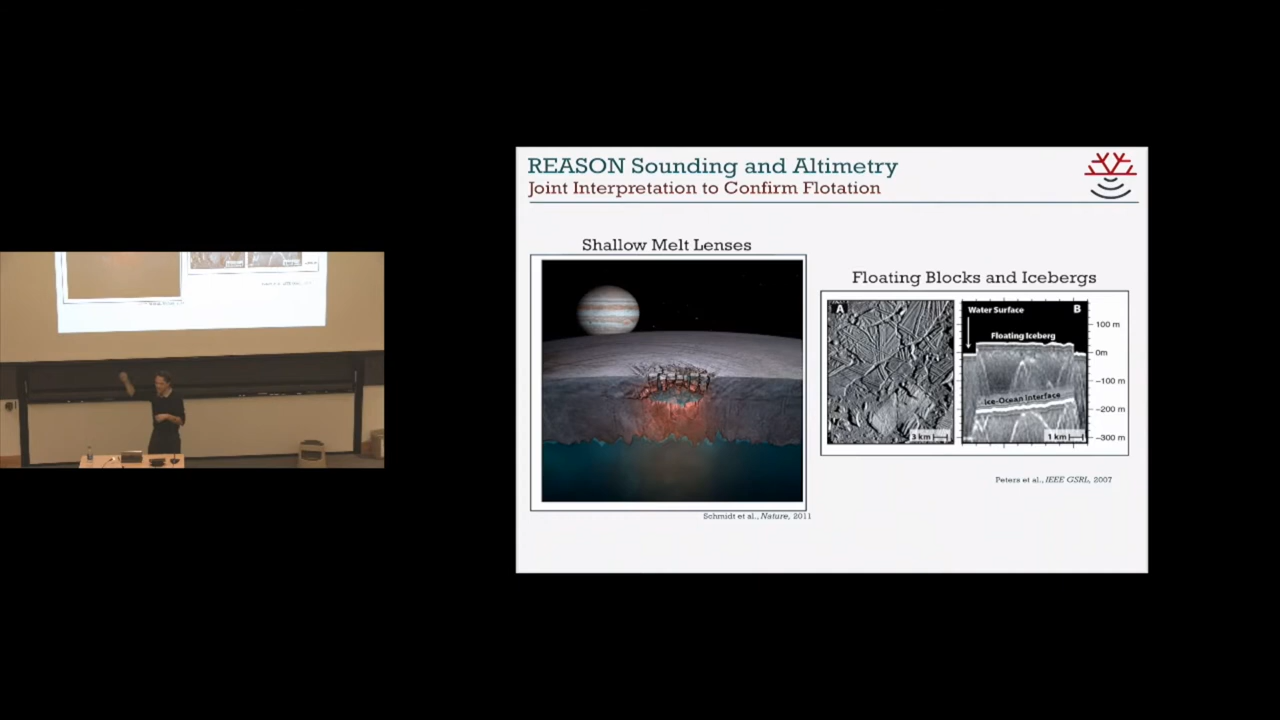 REASON Sounding and Altimetry
Joint Interpretation to Confirm Flotation
Shallow Melt Lenses
Schmidt et al., Nature, 2011
Floating Blocks and Icebergs
A
3 km
Water Surface
B
Floating Iceberg
Ice-Ocean Interface
1 km
100 m
0m
−100 m
−200 m
−300 m
Peters et al., IEEE GSRL, 2007